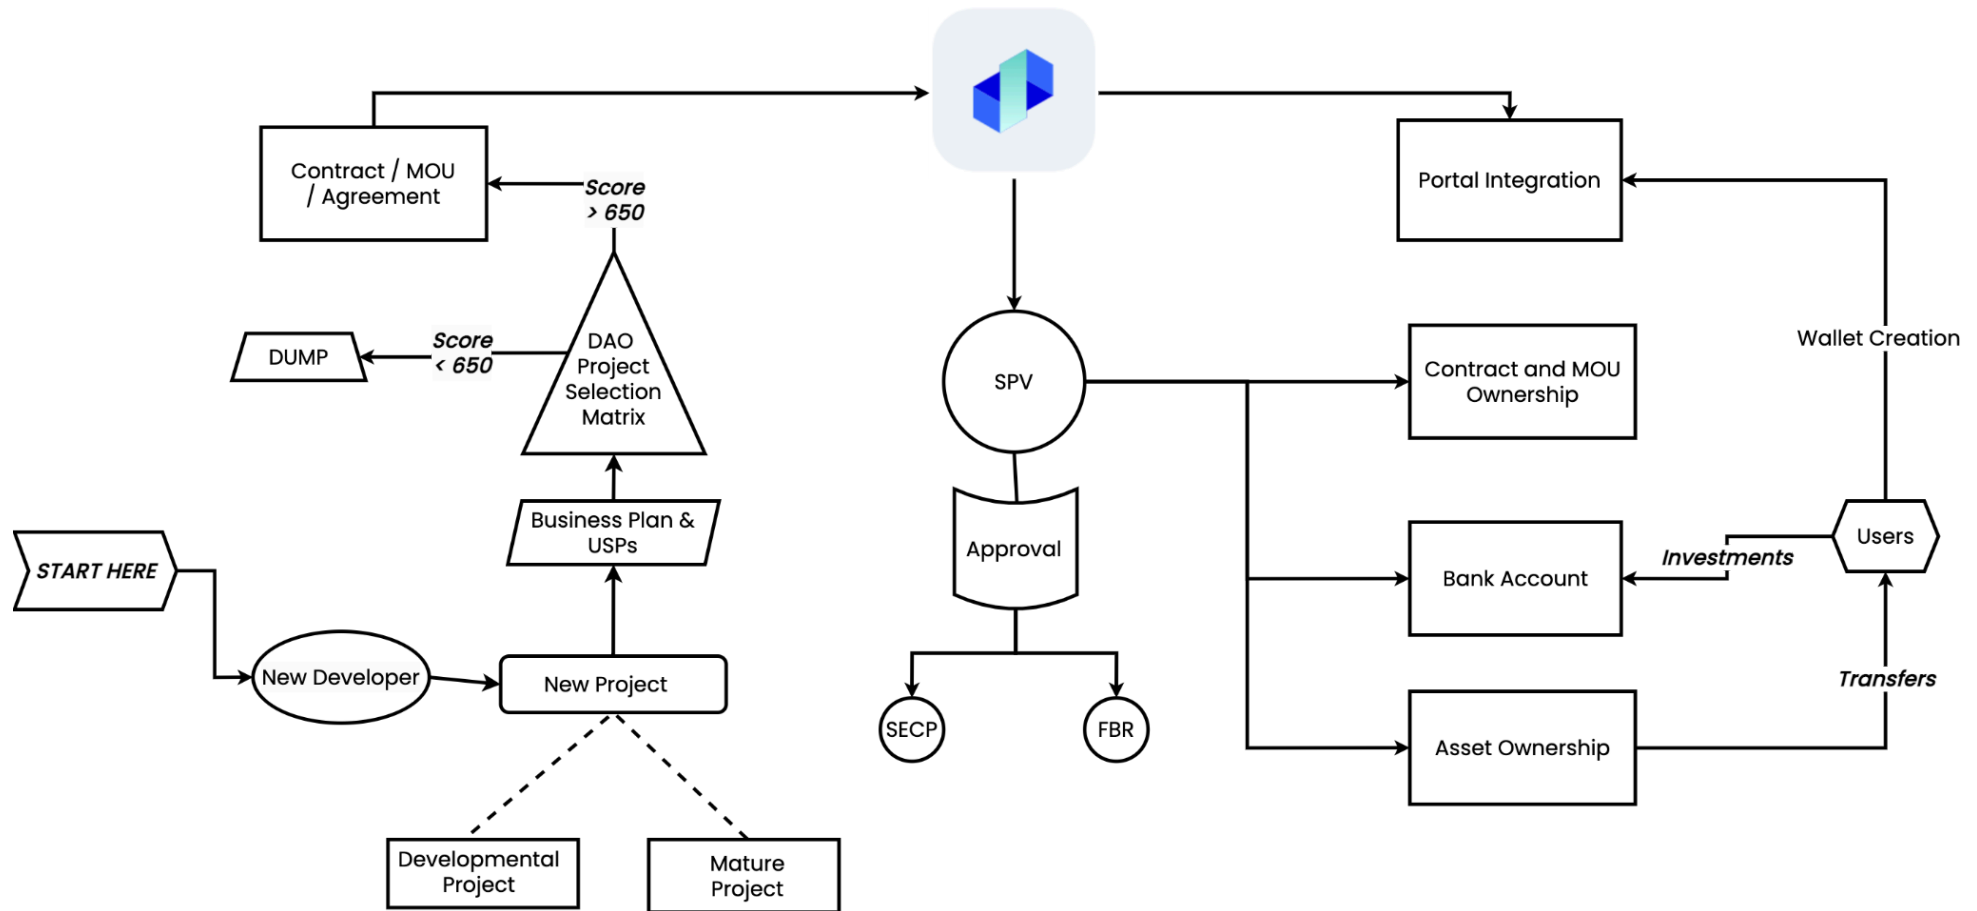 Contract / MOU
/ Agreement
Score
> 650
Portal Integration
DUMP
Score
< 650
DAO
Project
Selection
Matrix
SPV
Contract and MOU
Ownership
Wallet Creation
START HERE
Business Plan &
USPs
Approval
Bank Account
Investments
Users
New Developer
New Project
SECP
FBR
Asset Ownership
Transfers
Developmental
Project
Mature
Project